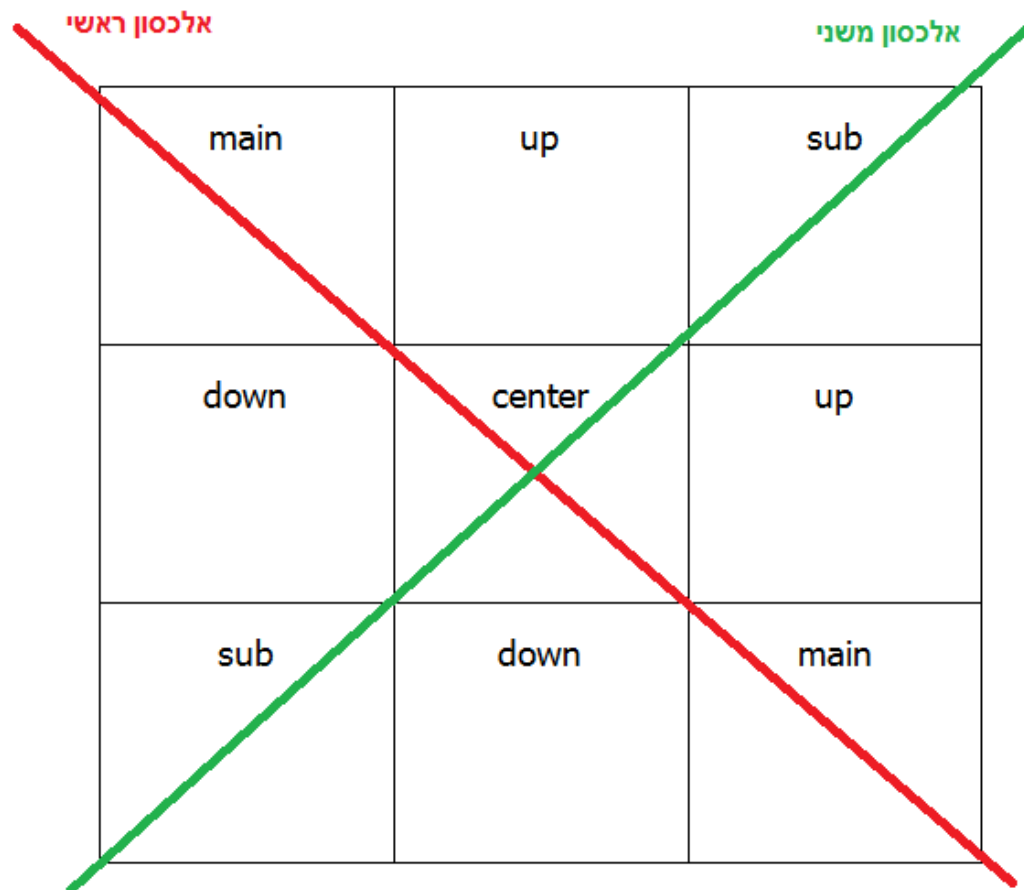 אלכסון ראשי
אלכסון משני
main up sub
down center up
sub down main